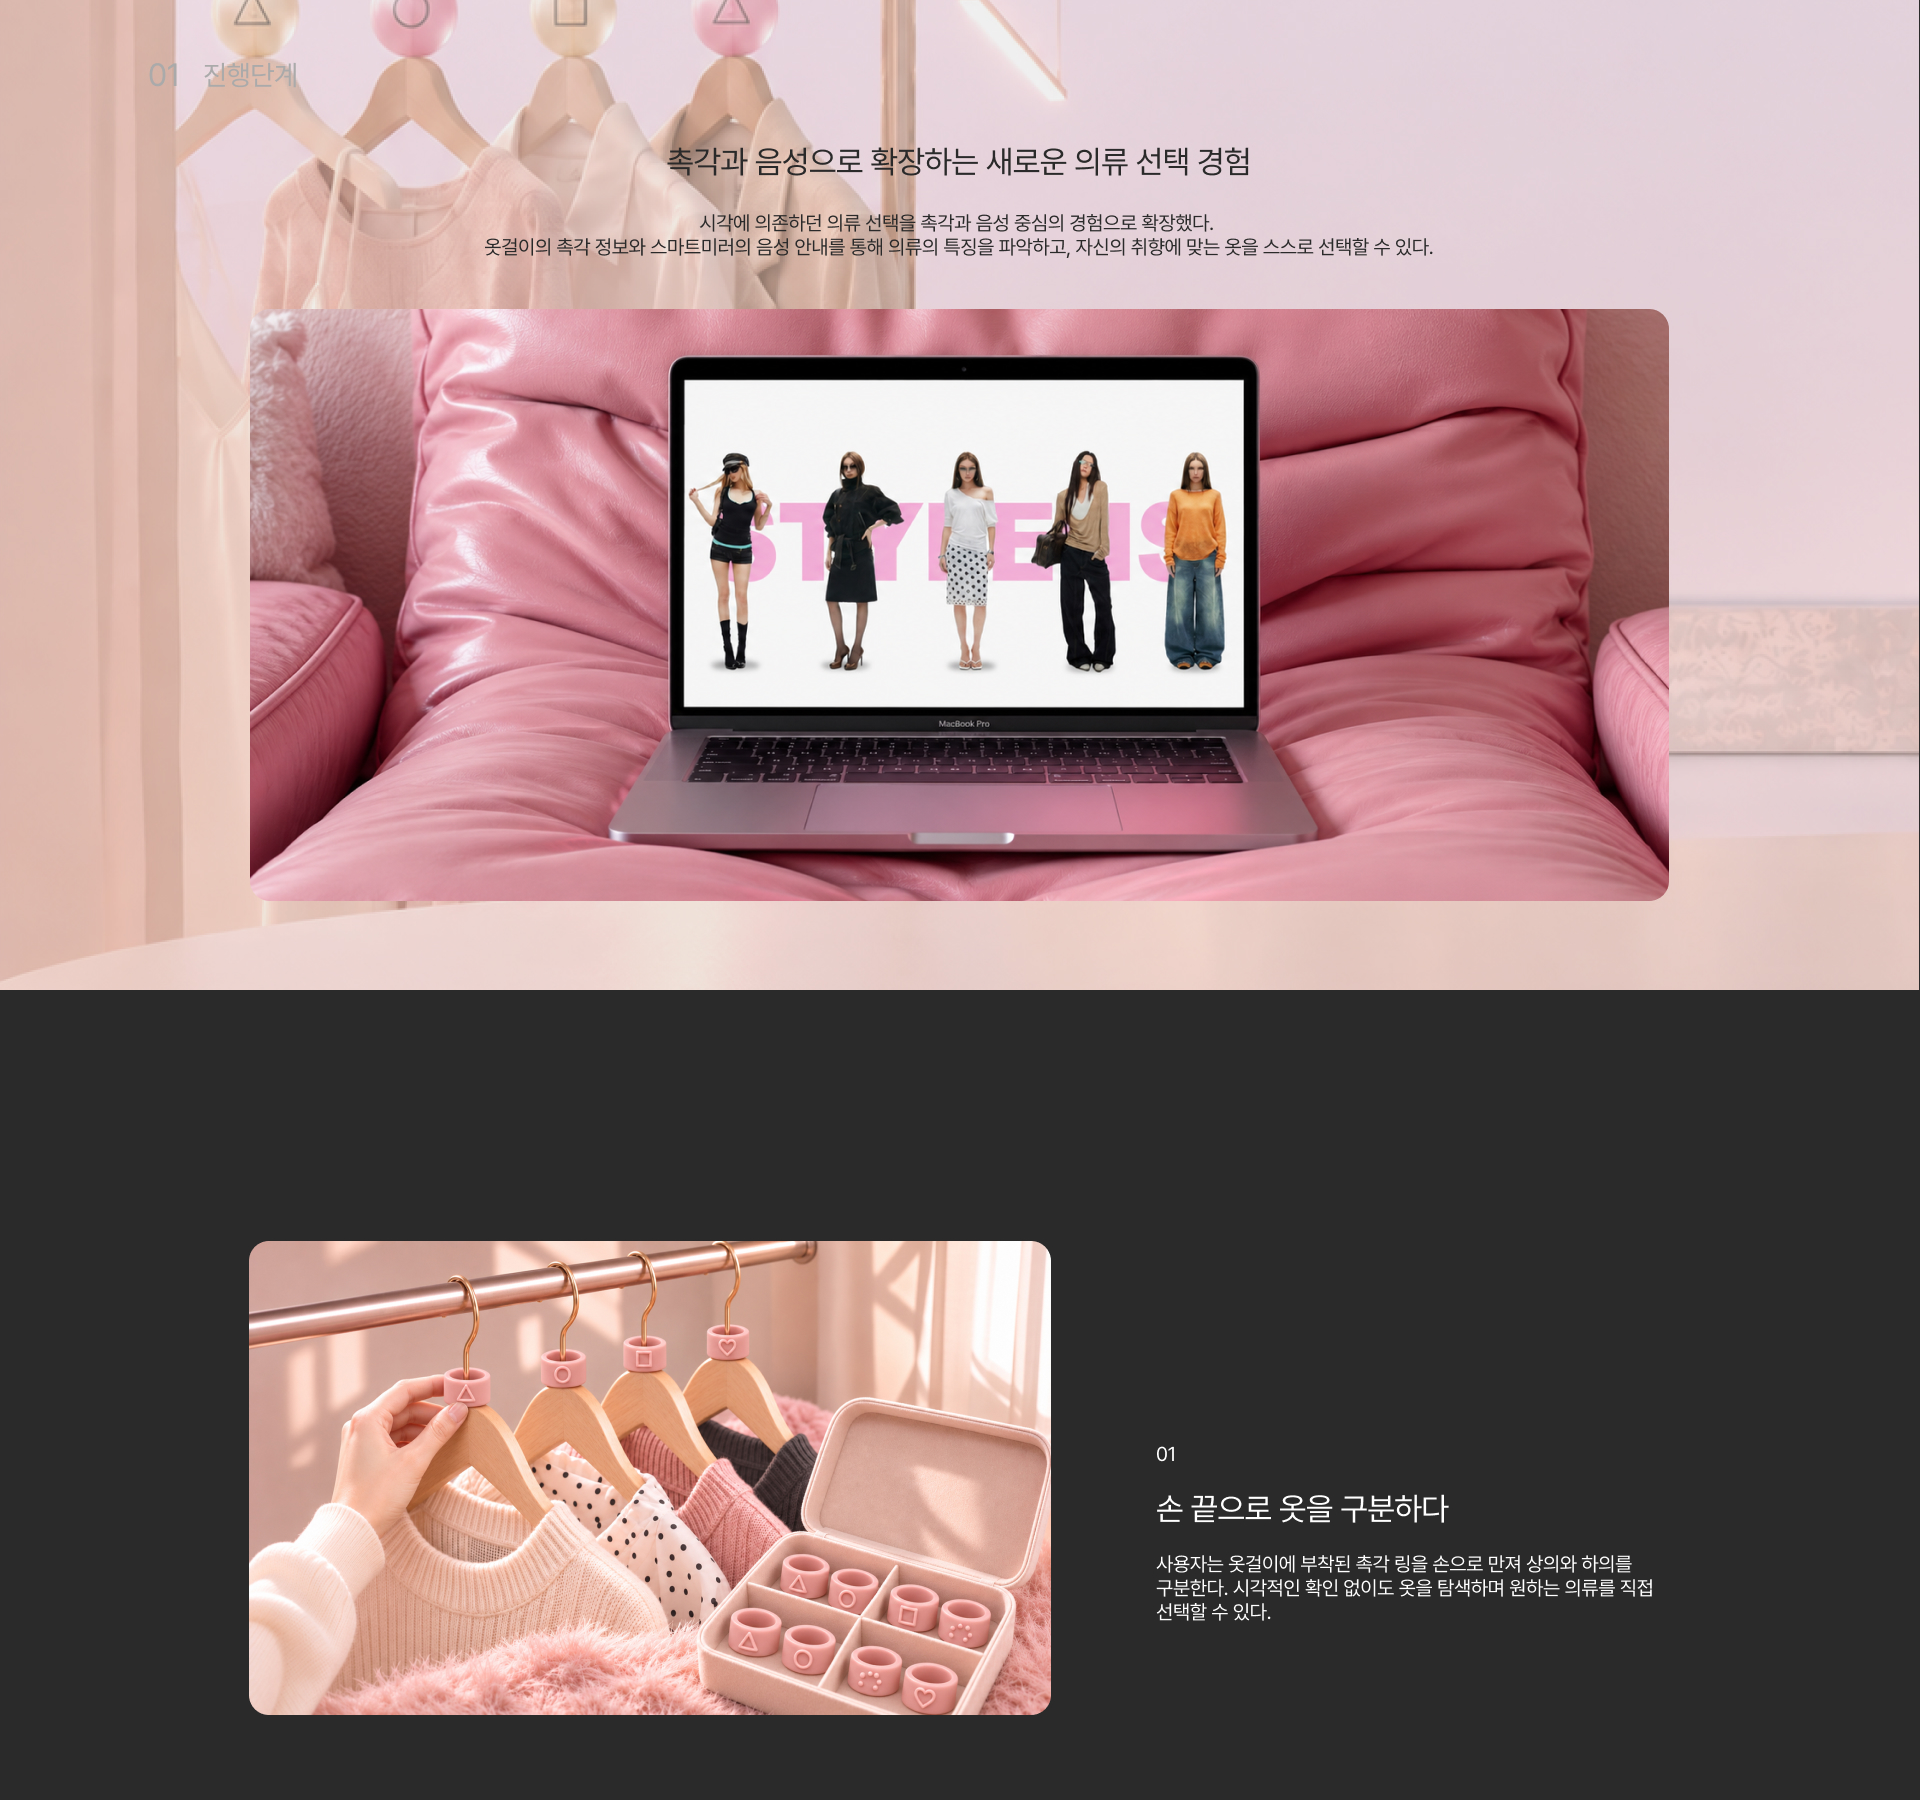 01 진행단계
촉각과 음성으로 확장하는 새로운 의류 선택 경험
시각에 의존하던 의류 선택을 촉각과 음성 중심의 경험으로 확장했다.
옷걸이의 촉각 정보와 스마트미러의 음성 안내를 통해 의류의 특징을 파악하고, 자신의 취향에 맞는 옷을 스스로 선택할 수 있다.
STYLENS
MacBook Pro
01
손 끝으로 옷을 구분하다
사용자는 옷걸이에 부착된 촉각 링을 손으로 만져 상의와 하의를
구분한다. 시각적인 확인 없이도 옷을 탐색하며 원하는 의류를 직접
선택할 수 있다.